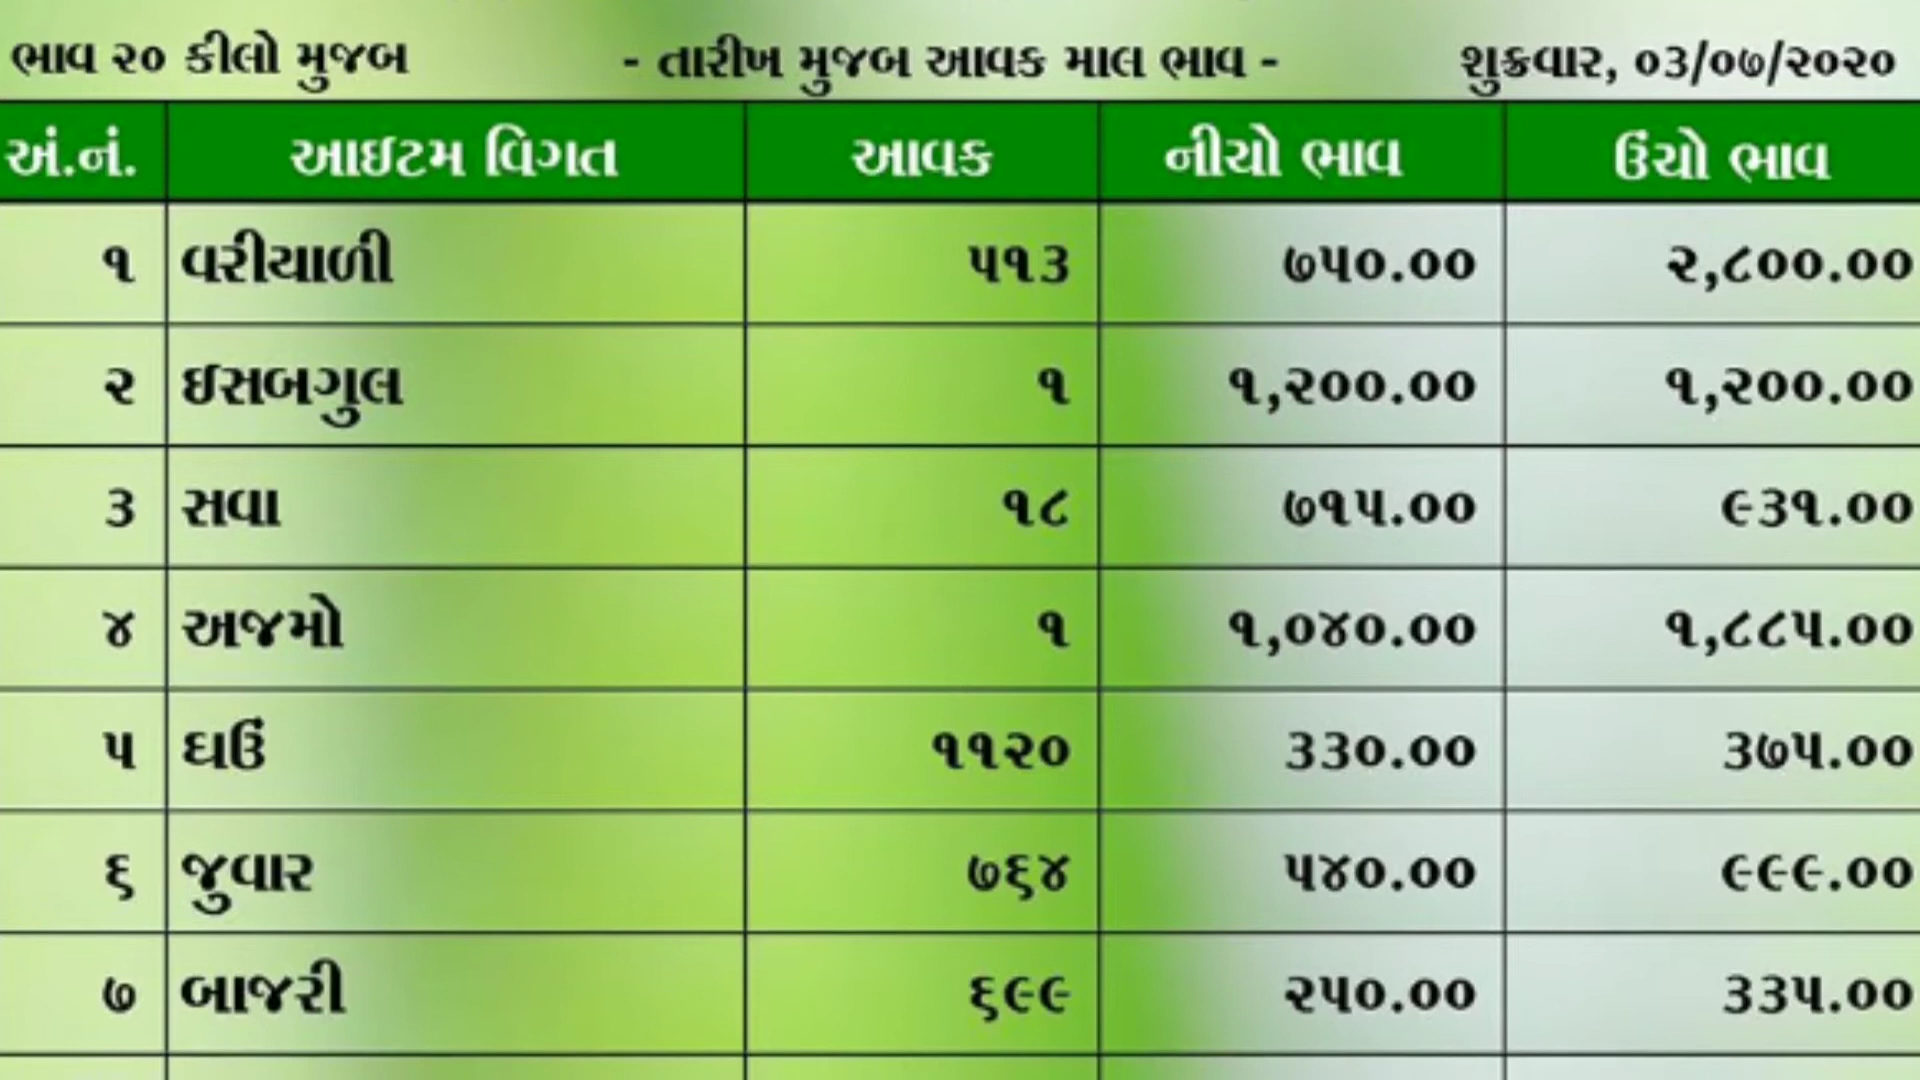 ભાવ ૨૦ કીલો મુજબ - તારીખ મુજબ આવક માલ ભાવ - શુક્રવાર, ૦૩/૦૭/૨૦૨૦
અં.નં. આઇટમ વિગત આવક નીચો ભાવ ઉંચો ભાવ
૧ વરીયાળી ૫૧૩ ૭૫૦.૦૦ ૨,૮૦૦.૦૦
૨ ઈસબગુલ ૧ ૧,૨૦૦.૦૦ ૧,૨૦૦.૦૦
૩ સવા ૧૮ ૭૧૫.૦૦ ૯૩૧.૦૦
૪ અજમો ૧ ૧,૦૪૦.૦૦ ૧,૮૮૫.૦૦
૫ ઘઉં ૧૧૨૦ ૩૩૦.૦૦ ૩૭૫.૦૦
૬ જુવાર ૭૬૪ ૫૪૦.૦૦ ૯૯૯.૦૦
૭ બાજરી ૬૯૯ ૨૫૦.૦૦ ૩૩૫.૦૦